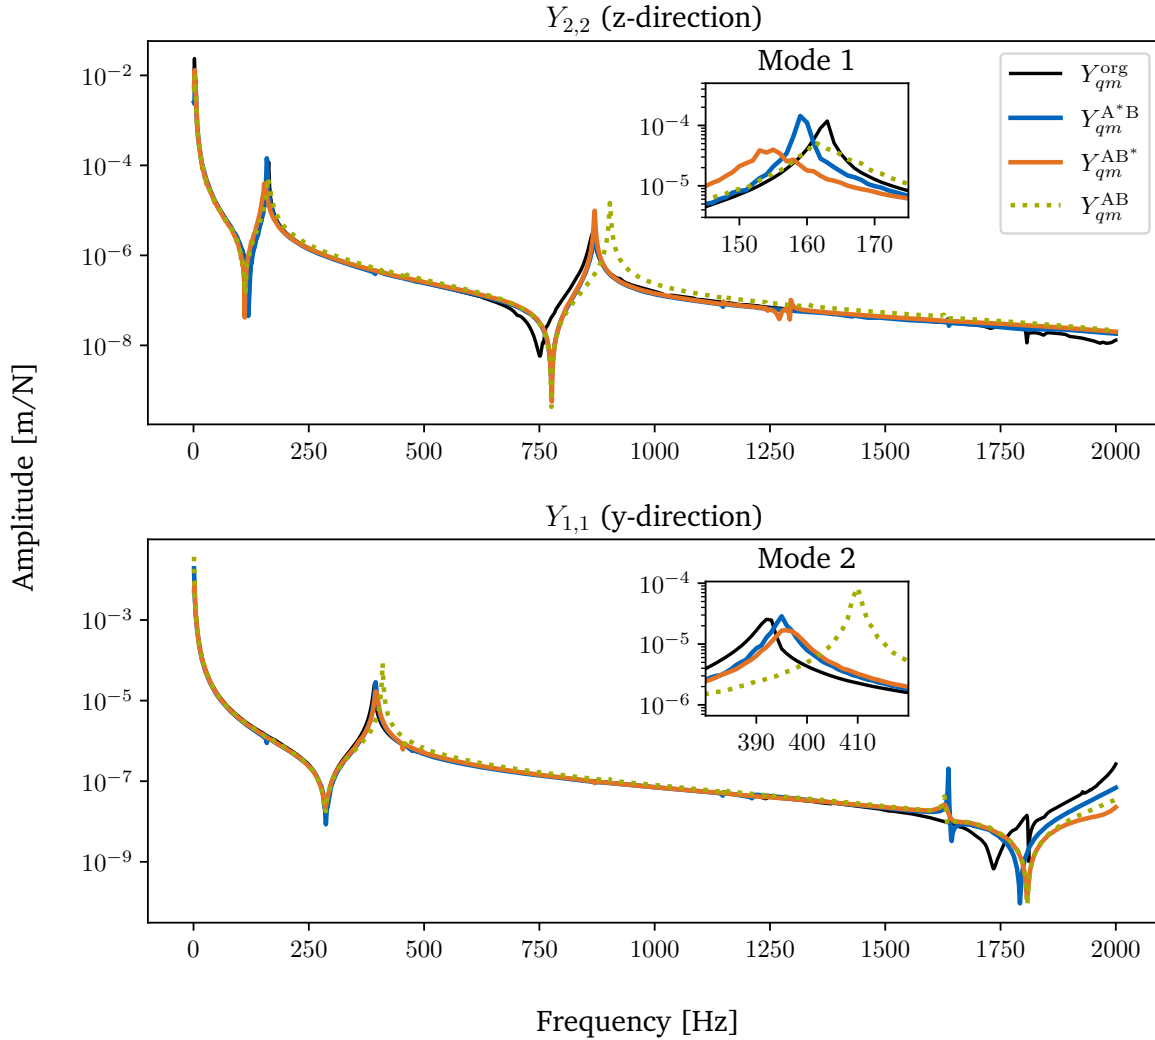 Y₂,₂ (z-direction)
10⁻²
10⁻⁴
10⁻⁶
10⁻⁸
Mode 1
10⁻⁴
10⁻⁵
150 160 170
Y_qm^org
Y_qm^A*B
Y_qm^AB*
Y_qm^AB
0 250 500 750 1000 1250 1500 1750 2000
Amplitude [m/N]
Y₁,₁ (y-direction)
10⁻³
10⁻⁵
10⁻⁷
10⁻⁹
Mode 2
10⁻⁴
10⁻⁵
10⁻⁶
390 400 410
0 250 500 750 1000 1250 1500 1750 2000
Frequency [Hz]